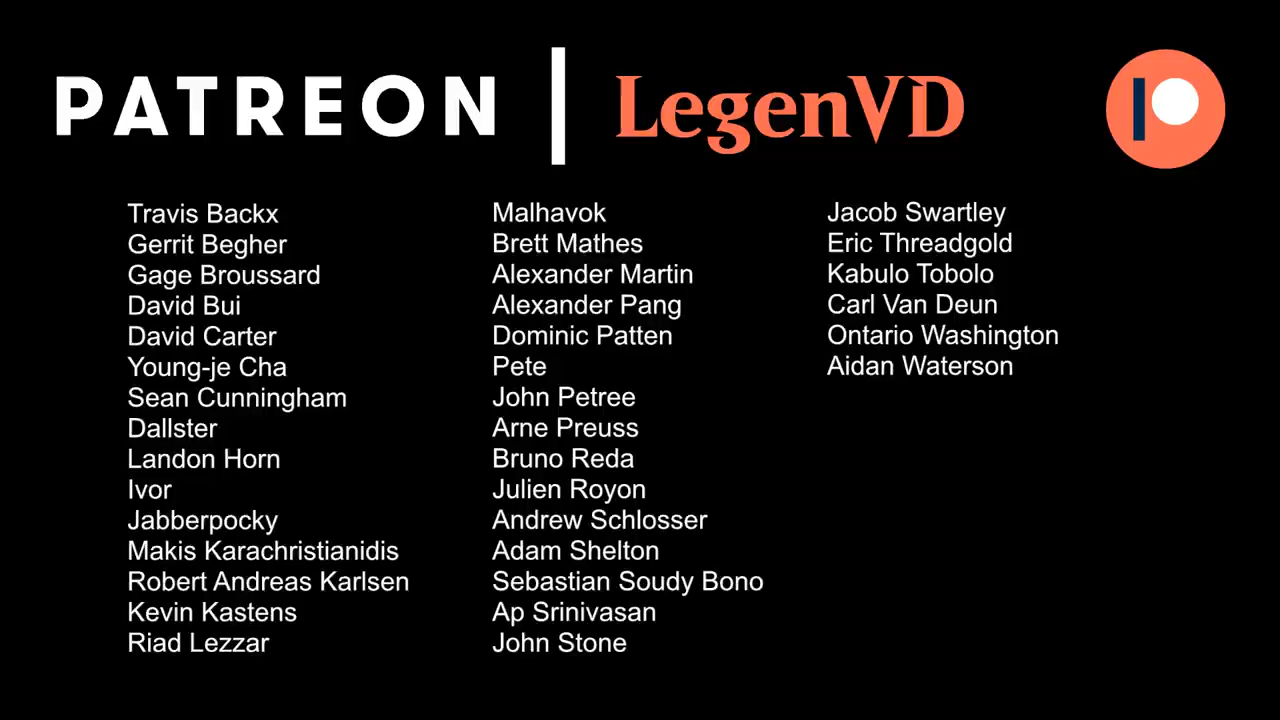 PATREON | LegenVD
Travis Backx
Gerrit Begher
Gage Broussard
David Bui
David Carter
Young-je Cha
Sean Cunningham
Dallster
Landon Horn
Ivor
Jabberpocky
Makis Karachristianidis
Robert Andreas Karlsen
Kevin Kastens
Riad Lezzar
Malhavok
Brett Mathes
Alexander Martin
Alexander Pang
Dominic Patten
Pete
John Petree
Arne Preuss
Bruno Reda
Julien Royon
Andrew Schlosser
Adam Shelton
Sebastian Soudy Bono
Ap Srinivasan
John Stone
Jacob Swartley
Eric Threadgold
Kabulo Tobolo
Carl Van Deun
Ontario Washington
Aidan Waterson